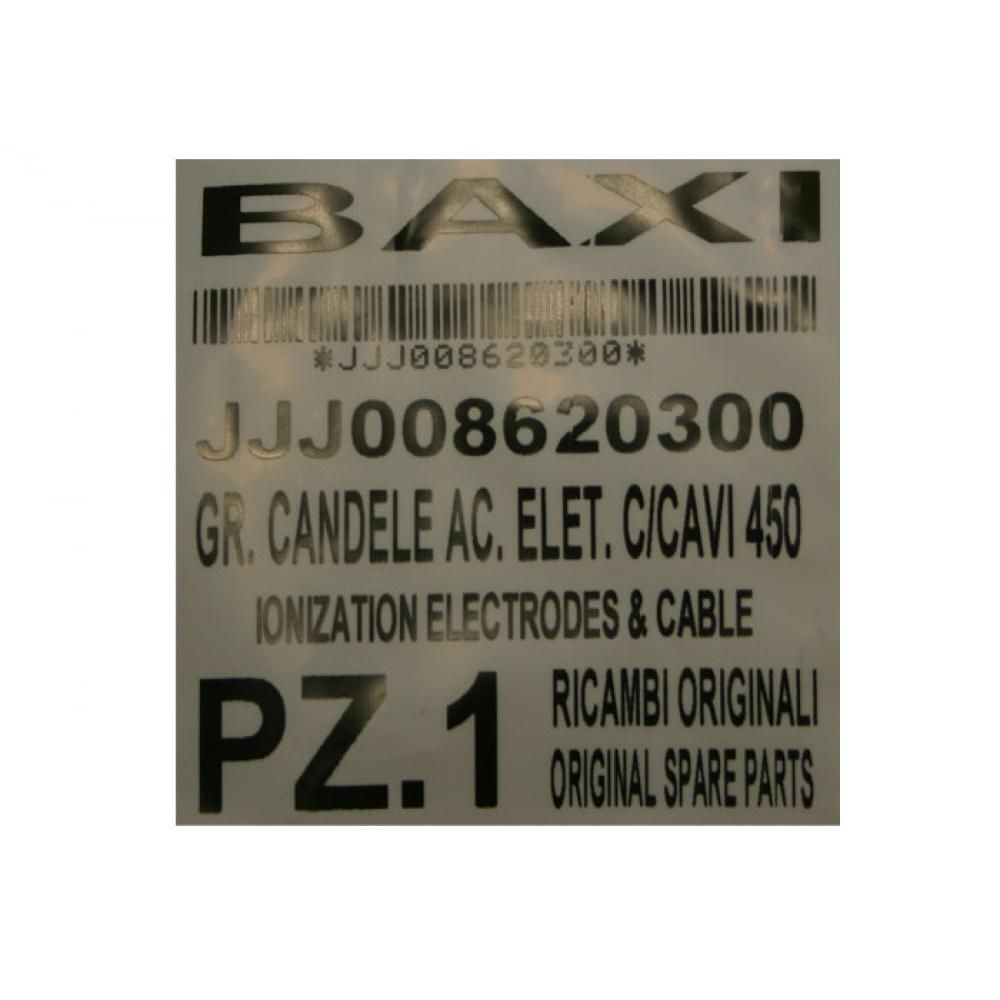 BAXI
*JJJ008620300*
JJJ008620300
GR. CANDELE AC. ELET. C/CAVI 450
IONIZATION ELECTRODES & CABLE
PZ.1
RICAMBI ORIGINALI
ORIGINAL SPARE PARTS